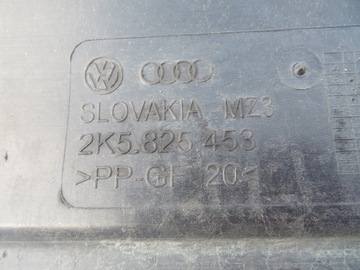 SLOVAKIA MZ3
2K5.825 453
>PP-GF 20<